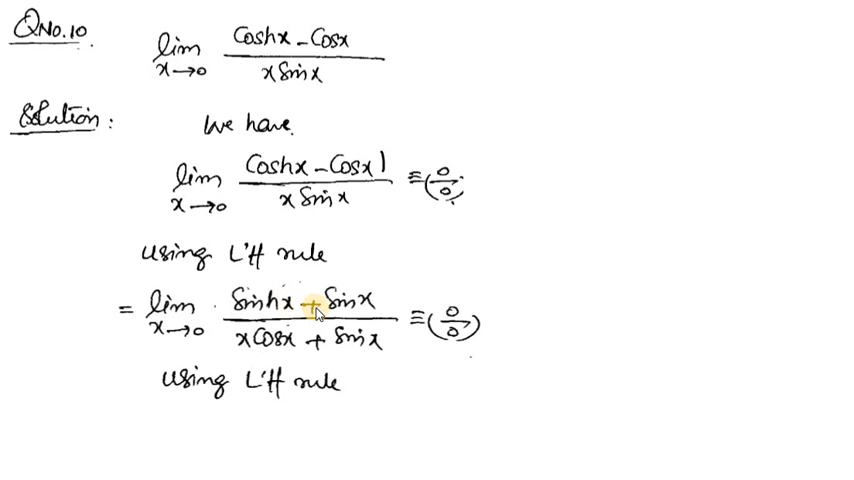 QNo.10. lim x→0 (Coshx - Cosx)/(x Sinx)
Solution: We have.
lim x→0 (Coshx - Cosx)/(x Sinx) ≡ (0/0)
using L'H rule
= lim x→0 (Sinhx + Sinx)/(x Cosx + Sinx) ≡ (0/0)
using L'H rule